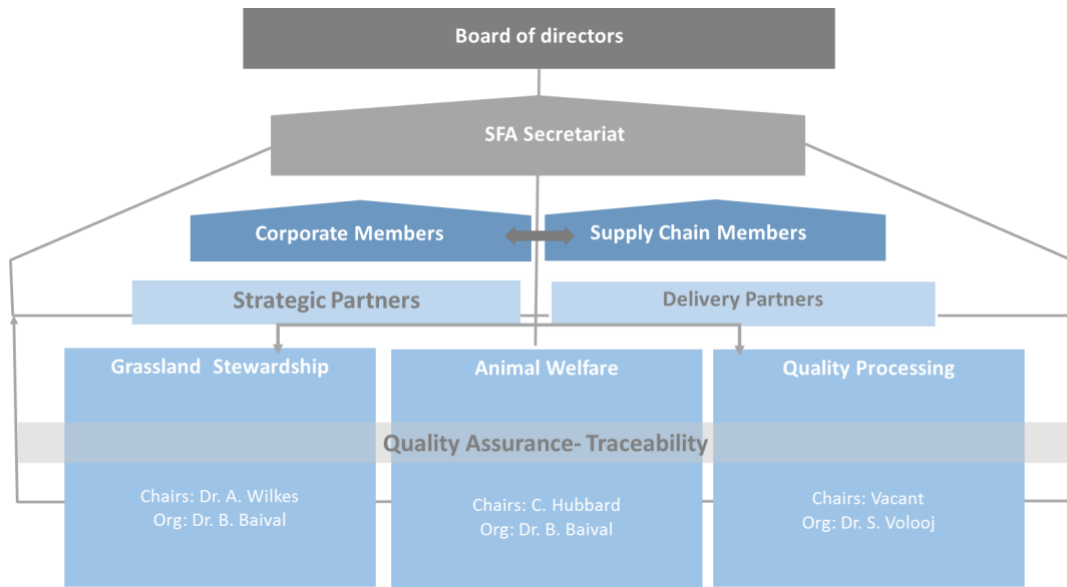 Board of directors
SFA Secretariat
Corporate Members
Supply Chain Members
Strategic Partners
Delivery Partners
Grassland Stewardship
Animal Welfare
Quality Processing
Quality Assurance- Traceability
Chairs: Dr. A. Wilkes
Org: Dr. B. Baival
Chairs: C. Hubbard
Org: Dr. B. Baival
Chairs: Vacant
Org: Dr. S. Volooj